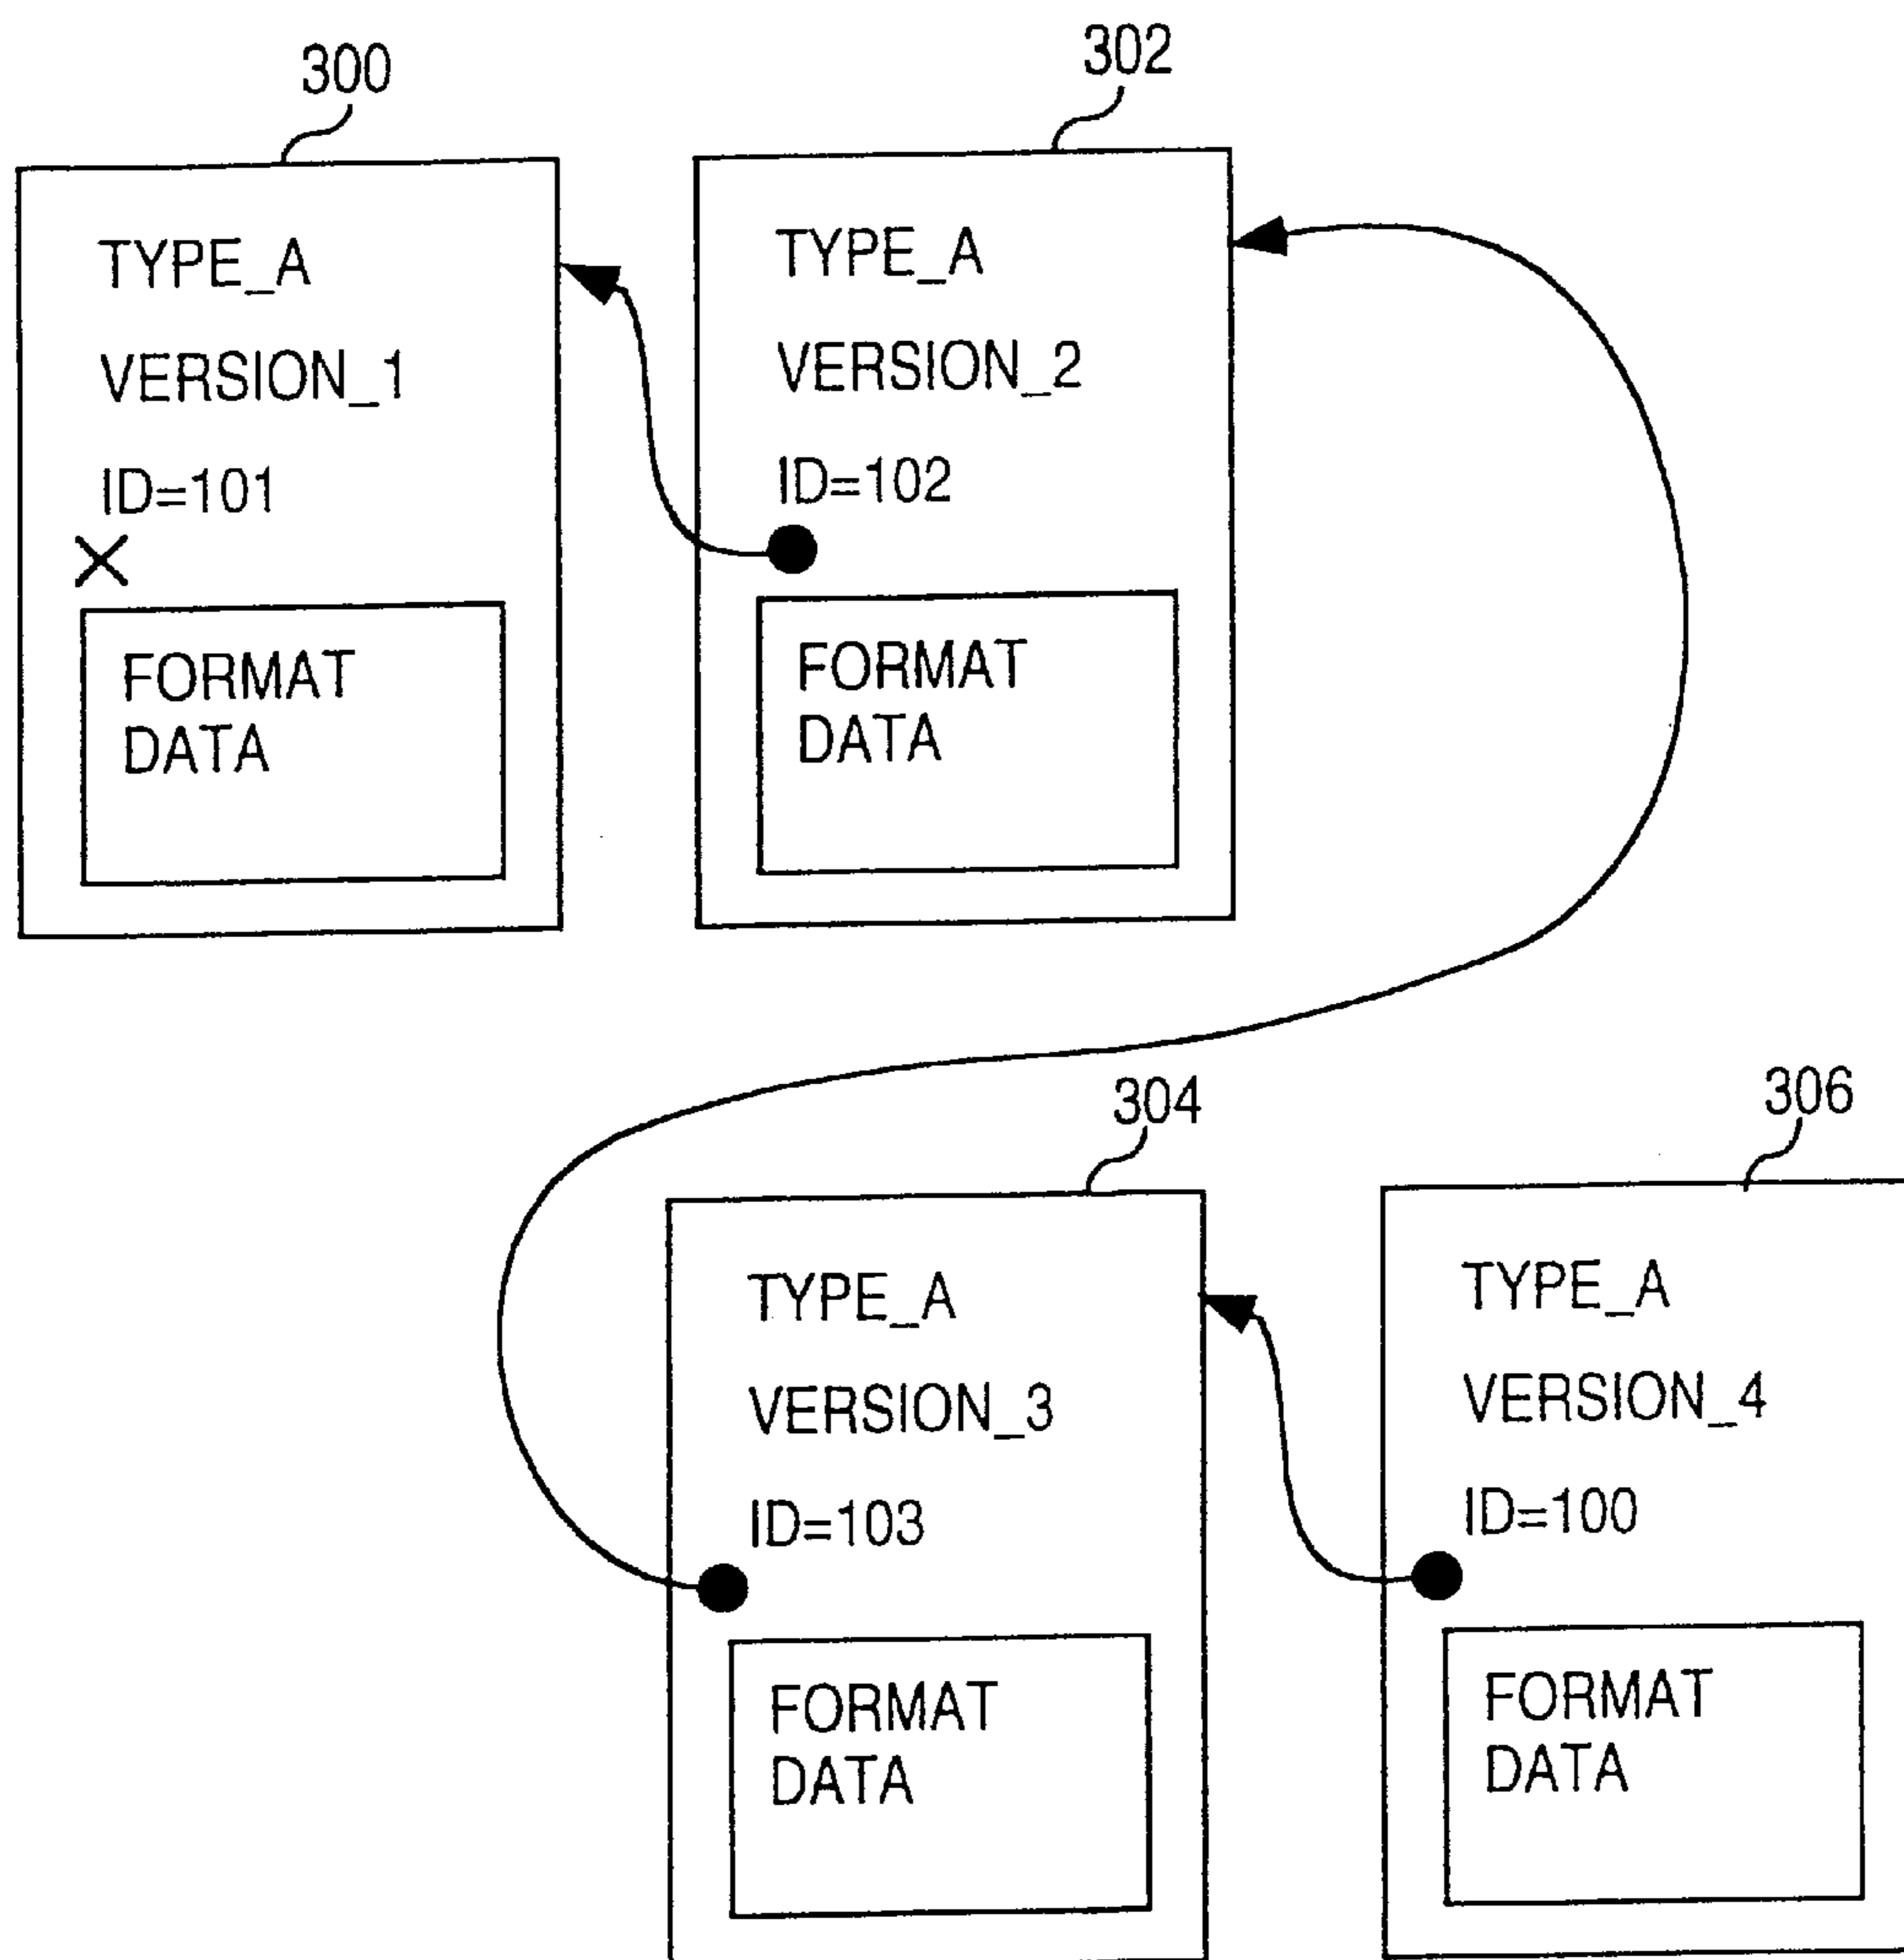 300
TYPE_A
VERSION_1
ID=101
FORMAT
DATA
302
TYPE_A
VERSION_2
ID=102
FORMAT
DATA
304
TYPE_A
VERSION_3
ID=103
FORMAT
DATA
306
TYPE_A
VERSION_4
ID=100
FORMAT
DATA